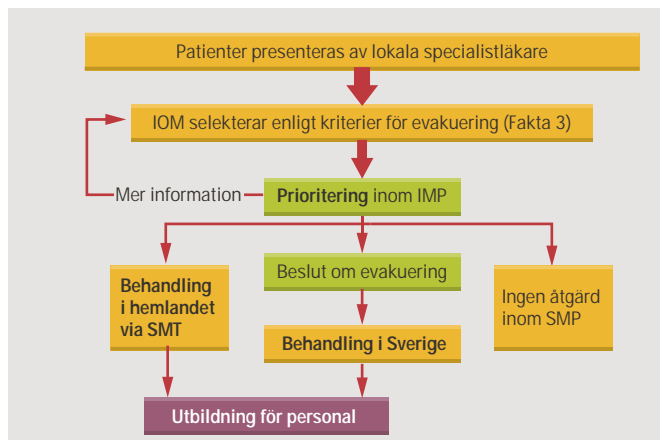 Patienter presenteras av lokala specialistläkare
IOM selekterar enligt kriterier för evakuering (Fakta 3)
Mer information
Prioritering inom IMP
Behandling
i hemlandet
via SMT
Beslut om evakuering
Ingen åtgärd
inom SMP
Behandling i Sverige
Utbildning för personal